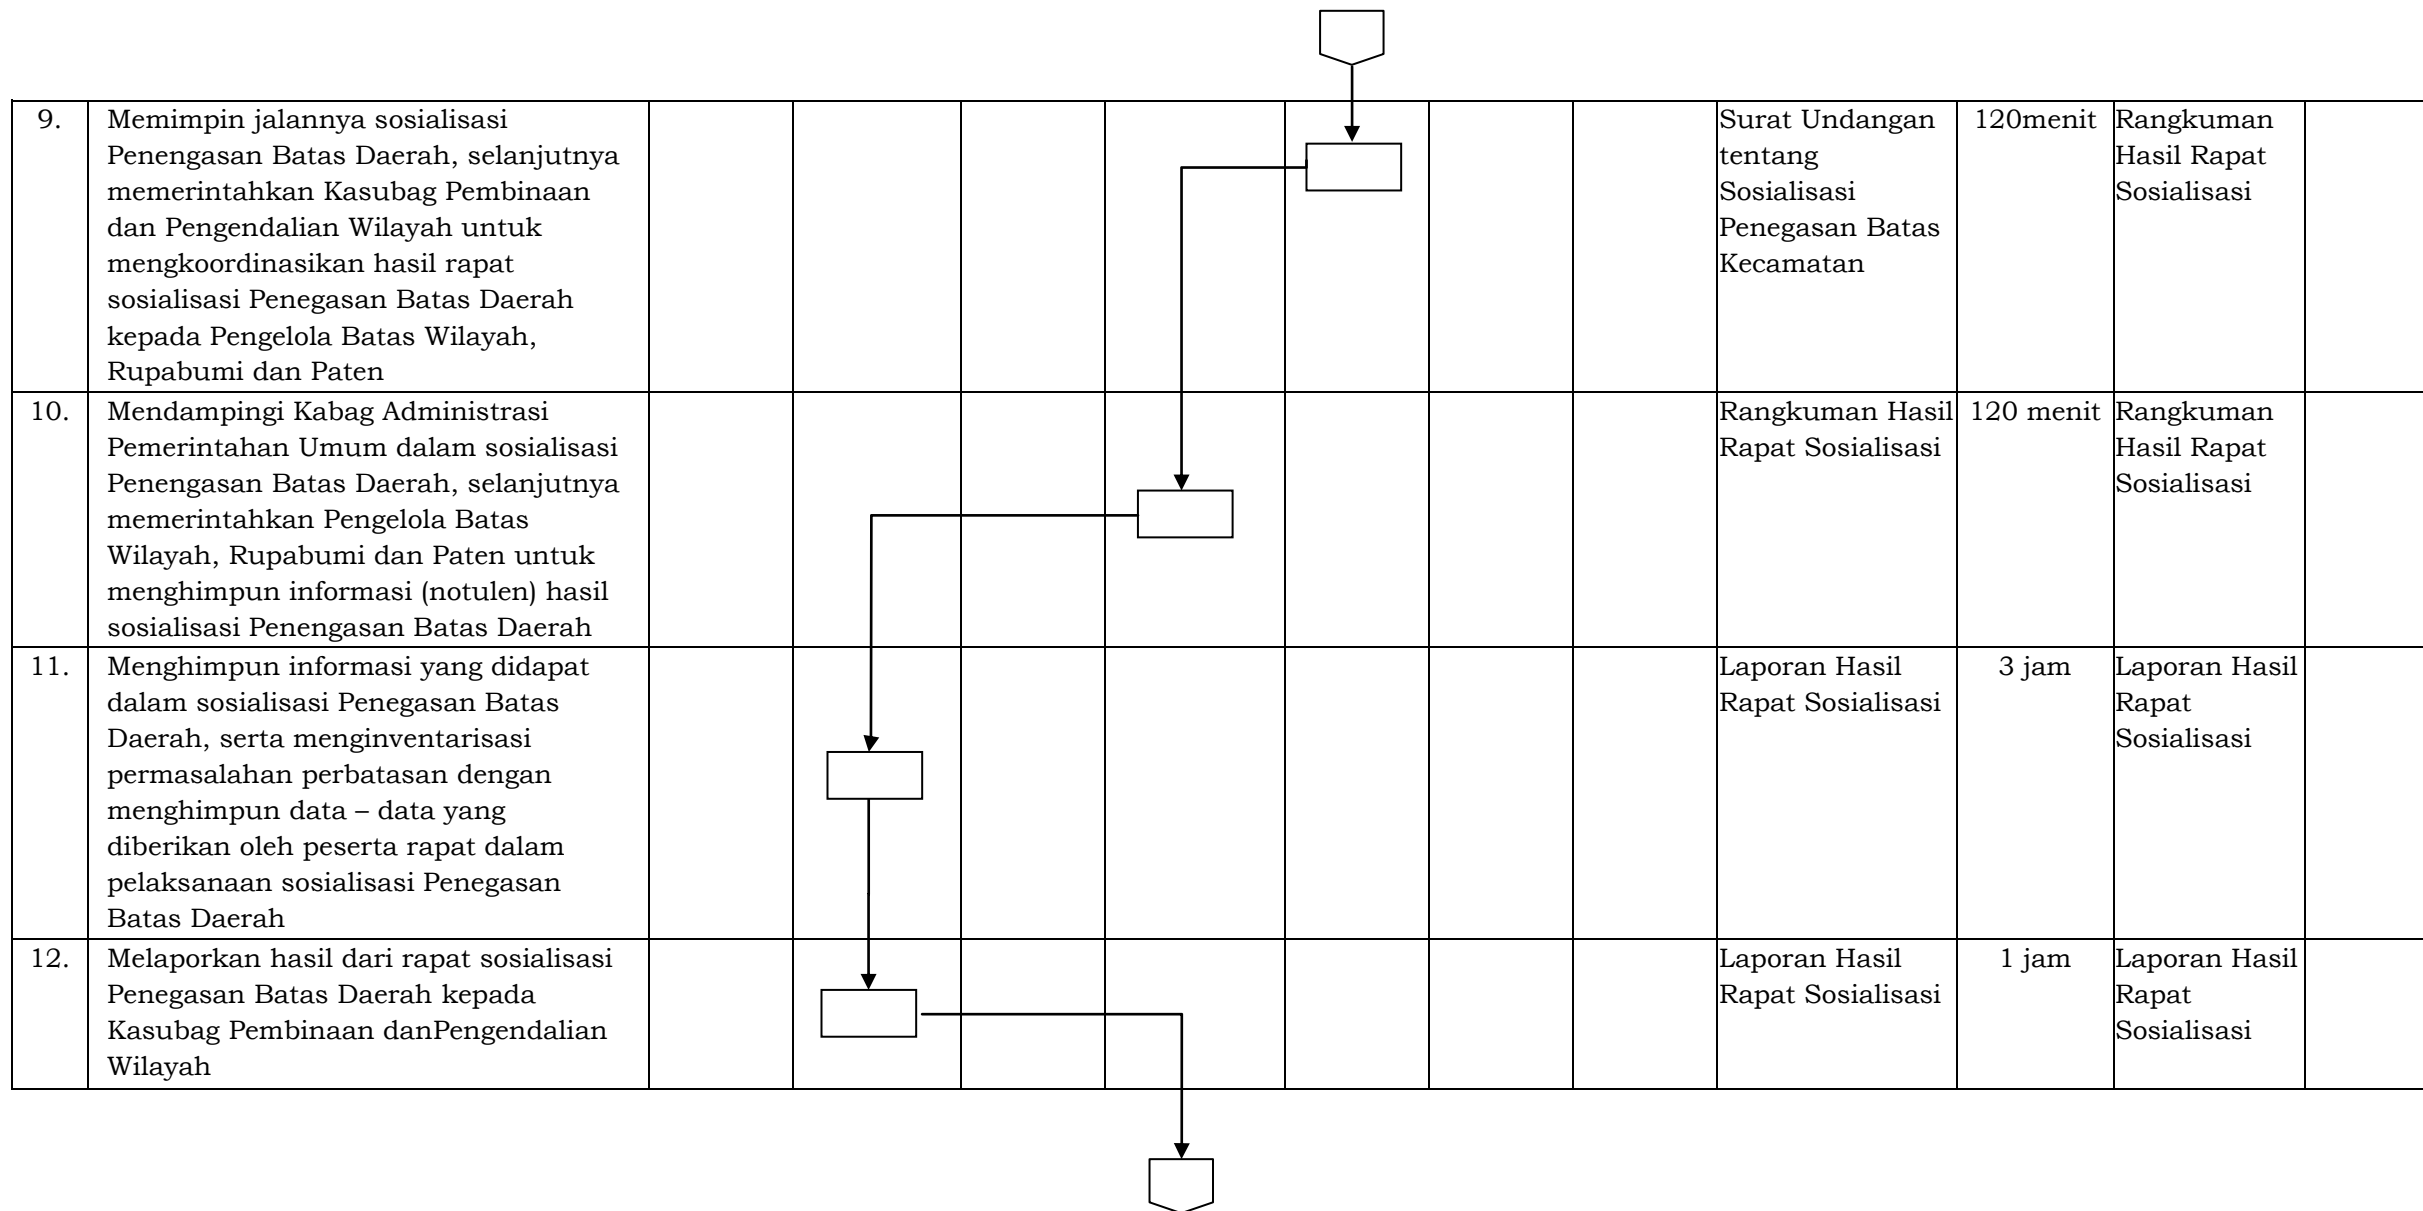 9.
Memimpin jalannya sosialisasi
Penengasan Batas Daerah, selanjutnya
memerintahkan Kasubag Pembinaan
dan Pengendalian Wilayah untuk
mengkoordinasikan hasil rapat
sosialisasi Penegasan Batas Daerah
kepada Pengelola Batas Wilayah,
Rupabumi dan Paten
Surat Undangan
tentang
Sosialisasi
Penegasan Batas
Kecamatan
120menit
Rangkuman
Hasil Rapat
Sosialisasi
10.
Mendampingi Kabag Administrasi
Pemerintahan Umum dalam sosialisasi
Penengasan Batas Daerah, selanjutnya
memerintahkan Pengelola Batas
Wilayah, Rupabumi dan Paten untuk
menghimpun informasi (notulen) hasil
sosialisasi Penengasan Batas Daerah
Rangkuman Hasil
Rapat Sosialisasi
120 menit
Rangkuman
Hasil Rapat
Sosialisasi
11.
Menghimpun informasi yang didapat
dalam sosialisasi Penegasan Batas
Daerah, serta menginventarisasi
permasalahan perbatasan dengan
menghimpun data – data yang
diberikan oleh peserta rapat dalam
pelaksanaan sosialisasi Penegasan
Batas Daerah
Laporan Hasil
Rapat Sosialisasi
3 jam
Laporan Hasil
Rapat
Sosialisasi
12.
Melaporkan hasil dari rapat sosialisasi
Penegasan Batas Daerah kepada
Kasubag Pembinaan danPengendalian
Wilayah
Laporan Hasil
Rapat Sosialisasi
1 jam
Laporan Hasil
Rapat
Sosialisasi